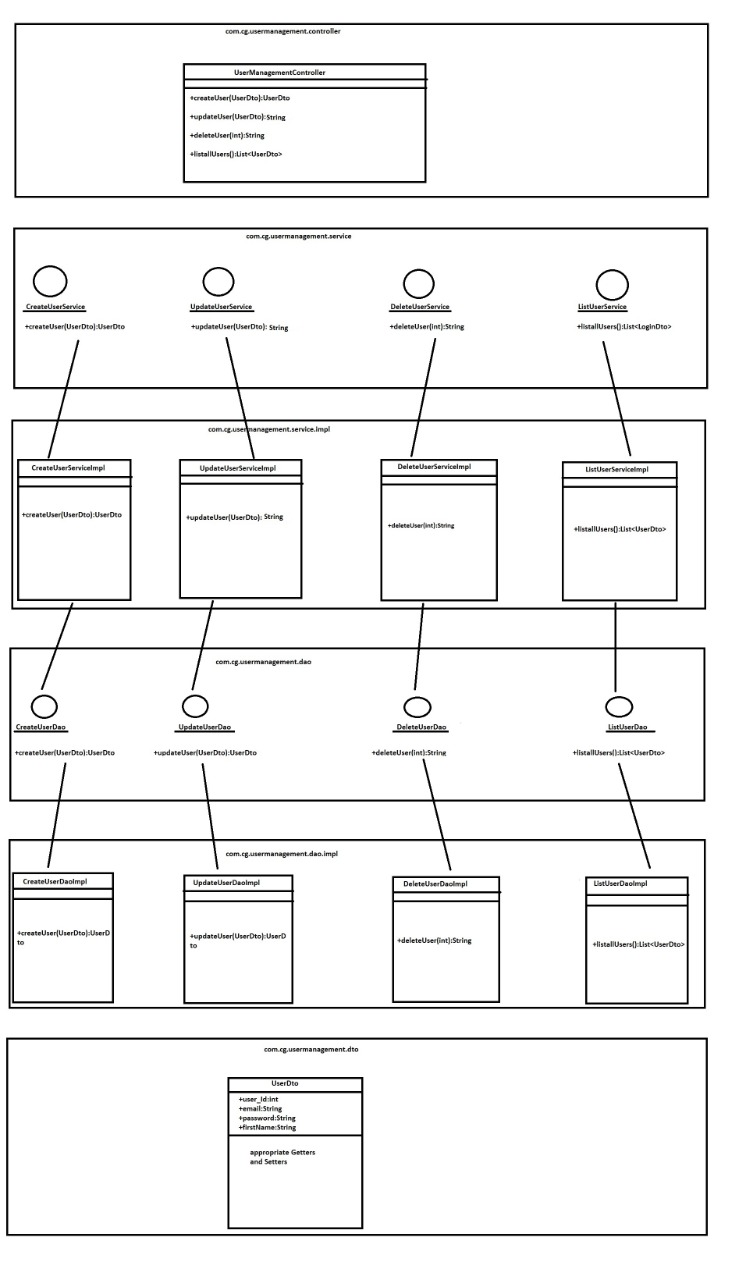 com.cg.usermanagement.controller
UserManagementController
+createUser(UserDto):UserDto
+updateUser(UserDto): String
+deleteUser(int):String
+listallUsers():List<UserDto>
com.cg.usermanagement.service
CreateUserService
UpdateUserService
DeleteUserService
ListUserService
+createUser(UserDto):UserDto
+updateUser(UserDto): String
+deleteUser(int):String
+listallUsers():List<LoginDto>
com.cg.usermanagement.service.impl
CreateUserServiceImpl
UpdateUserServiceImpl
DeleteUserServiceImpl
ListUserServiceImpl
+createUser(UserDto):UserDto
+updateUser(UserDto): String
+deleteUser(int):String
+listallUsers():List<UserDto>
com.cg.usermanagement.dao
CreateUserDao
UpdateUserDao
DeleteUserDao
ListUserDao
+createUser(UserDto):UserDto
+updateUser(UserDto):UserDto
+deleteUser(int):String
+listallUsers():List<UserDto>
com.cg.usermanagement.dao.impl
CreateUserDaoImpl
UpdateUserDaoImpl
DeleteUserDaoImpl
ListUserDaoImpl
+createUser(UserDto):UserD
to
+updateUser(UserDto):UserD
to
+deleteUser(int):String
+listallUsers():List<UserDto>
com.cg.usermanagement.dto
UserDto
+user_Id:int
+email:String
+password:String
+firstName:String
appropriate Getters
and Setters